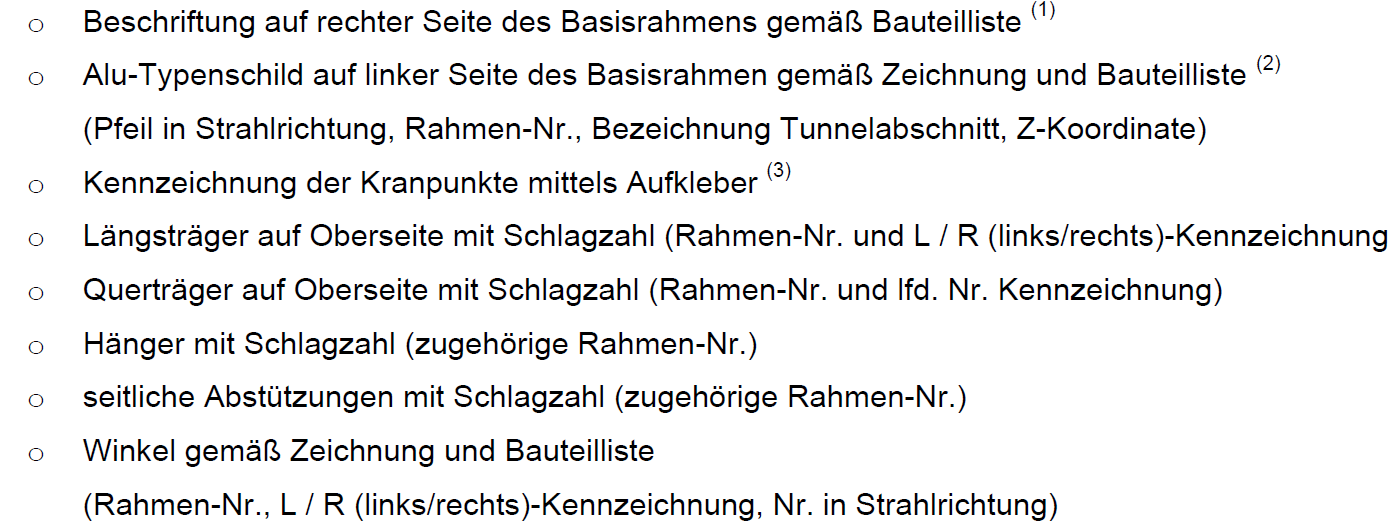 o Beschriftung auf rechter Seite des Basisrahmens gemäß Bauteilliste (1)
o Alu-Typenschild auf linker Seite des Basisrahmen gemäß Zeichnung und Bauteilliste (2)
(Pfeil in Strahlrichtung, Rahmen-Nr., Bezeichnung Tunnelabschnitt, Z-Koordinate)
o Kennzeichnung der Kranpunkte mittels Aufkleber (3)
o Längsträger auf Oberseite mit Schlagzahl (Rahmen-Nr. und L / R (links/rechts)-Kennzeichnung
o Querträger auf Oberseite mit Schlagzahl (Rahmen-Nr. und lfd. Nr. Kennzeichnung)
o Hänger mit Schlagzahl (zugehörige Rahmen-Nr.)
o seitliche Abstützungen mit Schlagzahl (zugehörige Rahmen-Nr.)
o Winkel gemäß Zeichnung und Bauteilliste
(Rahmen-Nr., L / R (links/rechts)-Kennzeichnung, Nr. in Strahlrichtung)